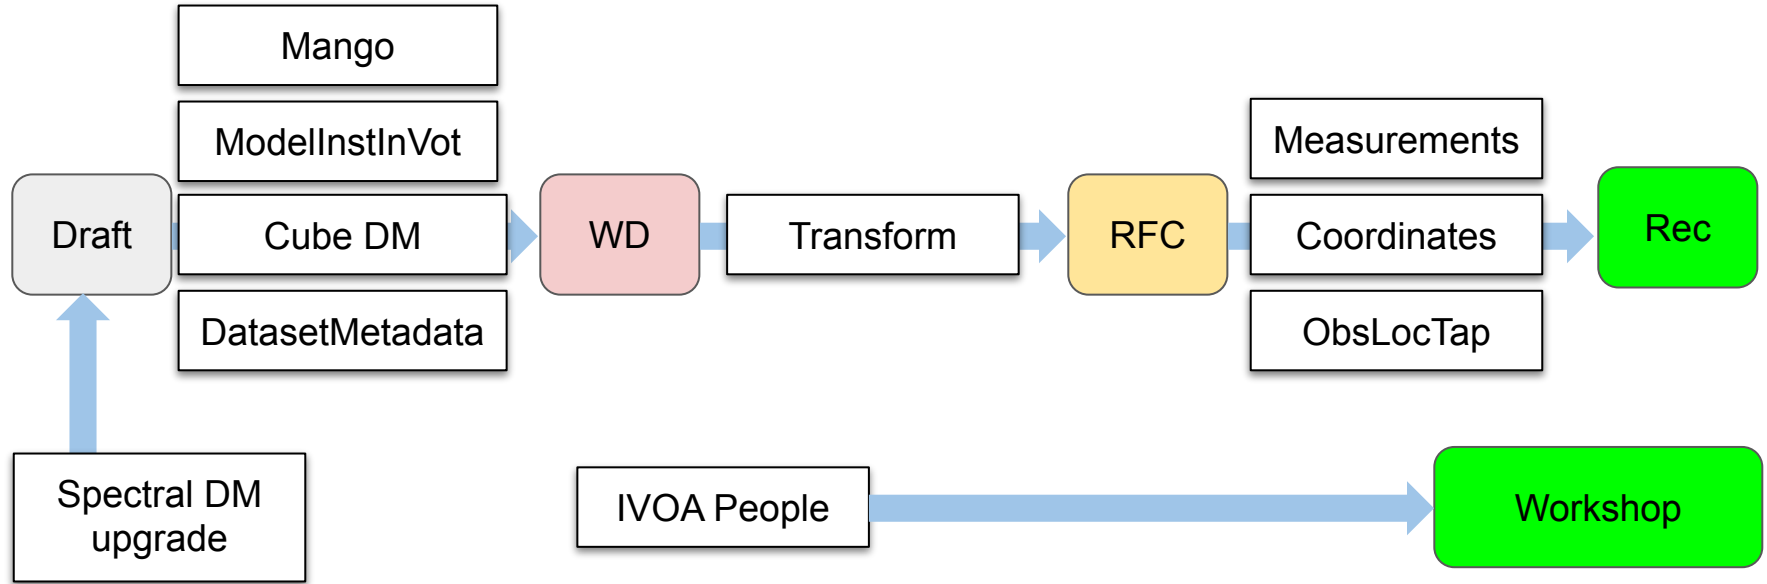 Mango
ModelInstInVot
Measurements
Draft
Cube DM
WD
Transform
RFC
Coordinates
Rec
DatasetMetadata
ObsLocTap
Spectral DM
upgrade
IVOA People
Workshop